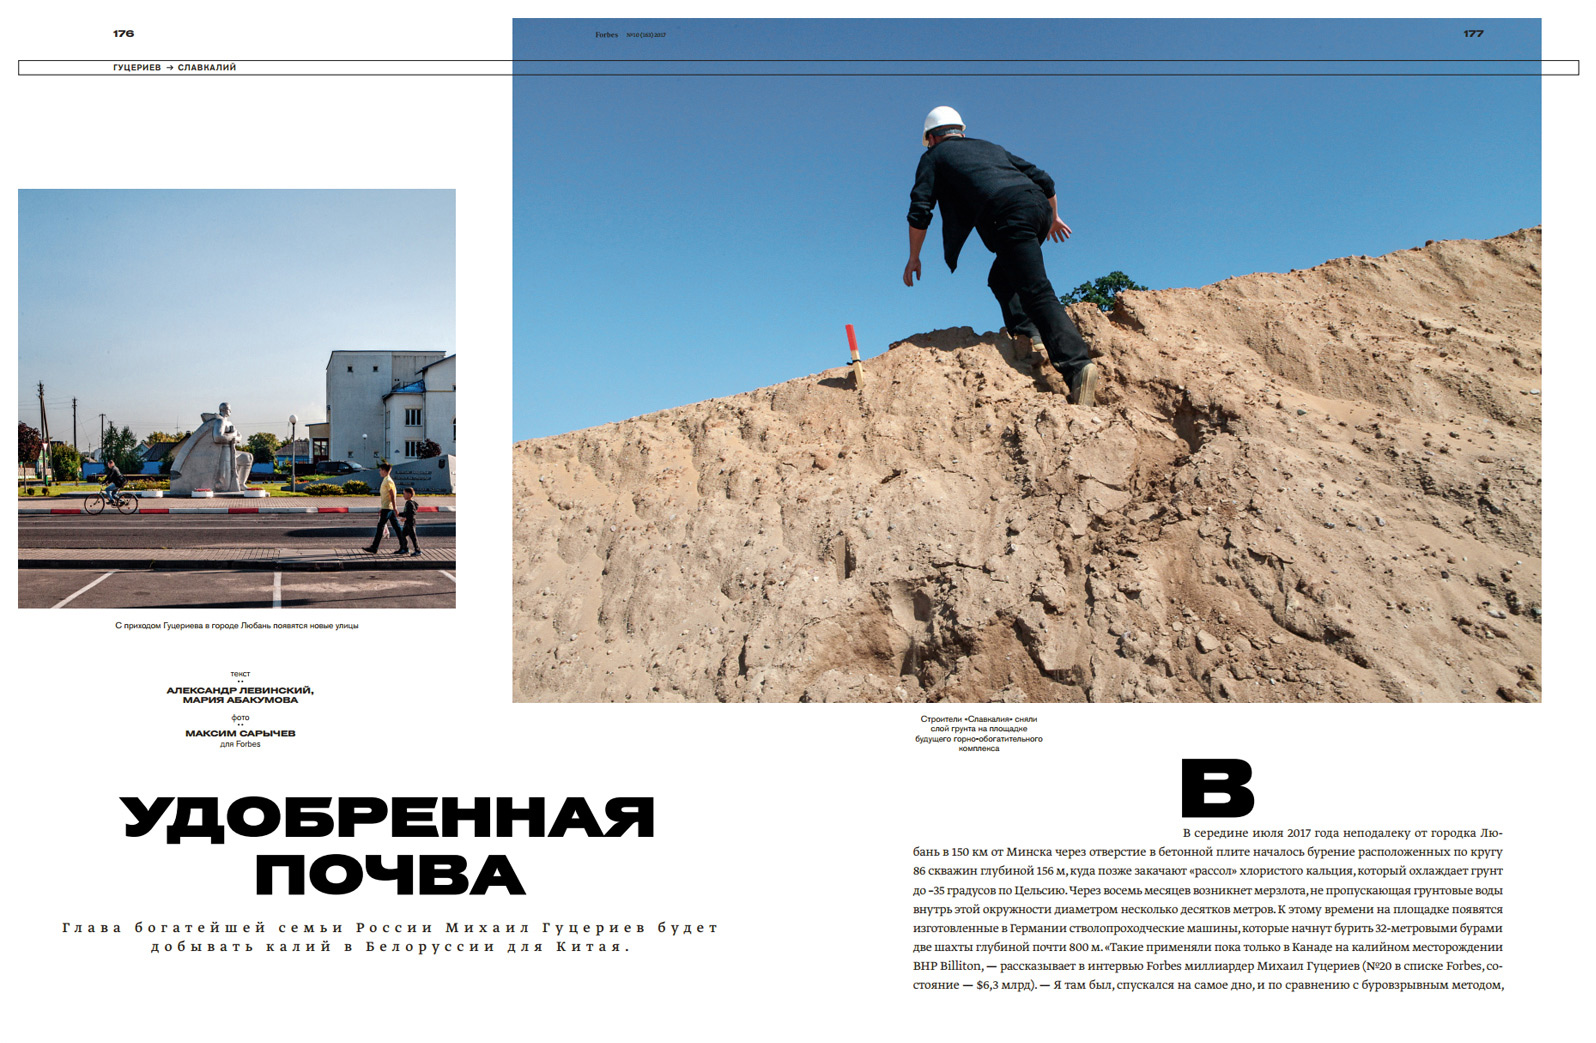 176
Forbes №10 (163) 2017
177
ГУЦЕРИЕВ → СЛАВКАЛИЙ
С приходом Гуцериева в городе Любань появятся новые улицы
текст
АЛЕКСАНДР ЛЕВИНСКИЙ,
МАРИЯ АБАКУМОВА
фото
МАКСИМ САРЫЧЕВ
для Forbes
УДОБРЕННАЯ
ПОЧВА
Глава богатейшей семьи России Михаил Гуцериев будет
добывать калий в Белоруссии для Китая.
Строители «Славкалия» сняли
слой грунта на площадке
будущего горно-обогатительного
комплекса
В
В середине июля 2017 года неподалеку от городка Лю-
бань в 150 км от Минска через отверстие в бетонной плите началось бурение расположенных по кругу
86 скважин глубиной 156 м, куда позже закачают «рассол» хлористого кальция, который охлаждает грунт
до –35 градусов по Цельсию. Через восемь месяцев возникнет мерзлота, не пропускающая грунтовые воды
внутрь этой окружности диаметром несколько десятков метров. К этому времени на площадке появятся
изготовленные в Германии стволопроходческие машины, которые начнут бурить 32-метровыми бурами
две шахты глубиной почти 800 м. «Такие применяли пока только в Канаде на калийном месторождении
BHP Billiton, — рассказывает в интервью Forbes миллиардер Михаил Гуцериев (№20 в списке Forbes, со-
стояние — $6,3 млрд). — Я там был, спускался на самое дно, и по сравнению с буровзрывным методом,